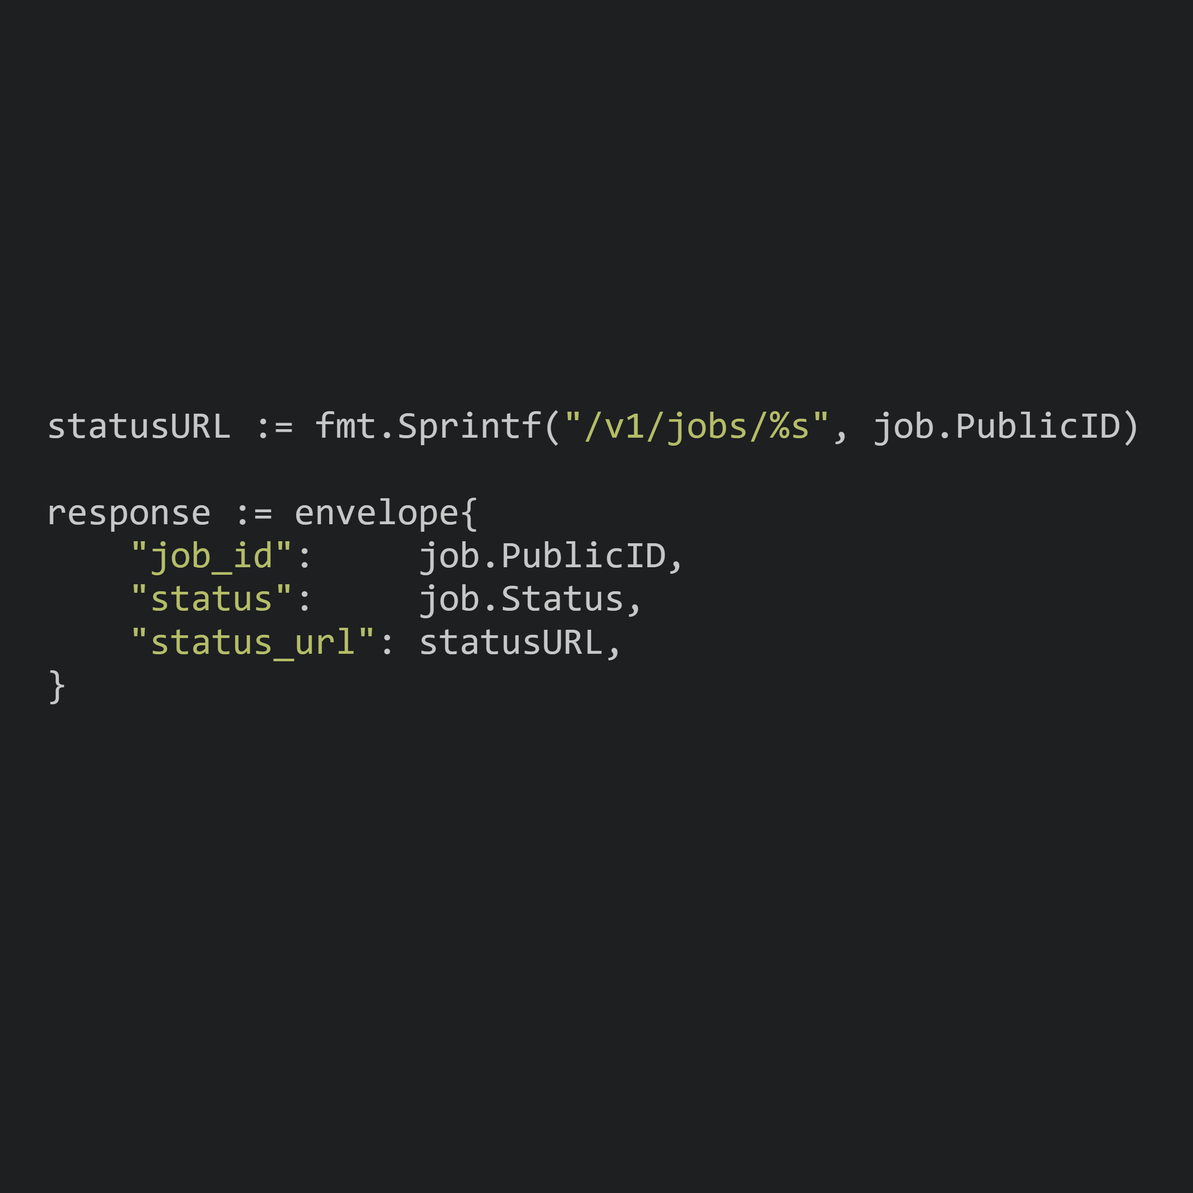 statusURL := fmt.Sprintf("/v1/jobs/%s", job.PublicID)

response := envelope{
    "job_id":     job.PublicID,
    "status":     job.Status,
    "status_url": statusURL,
}